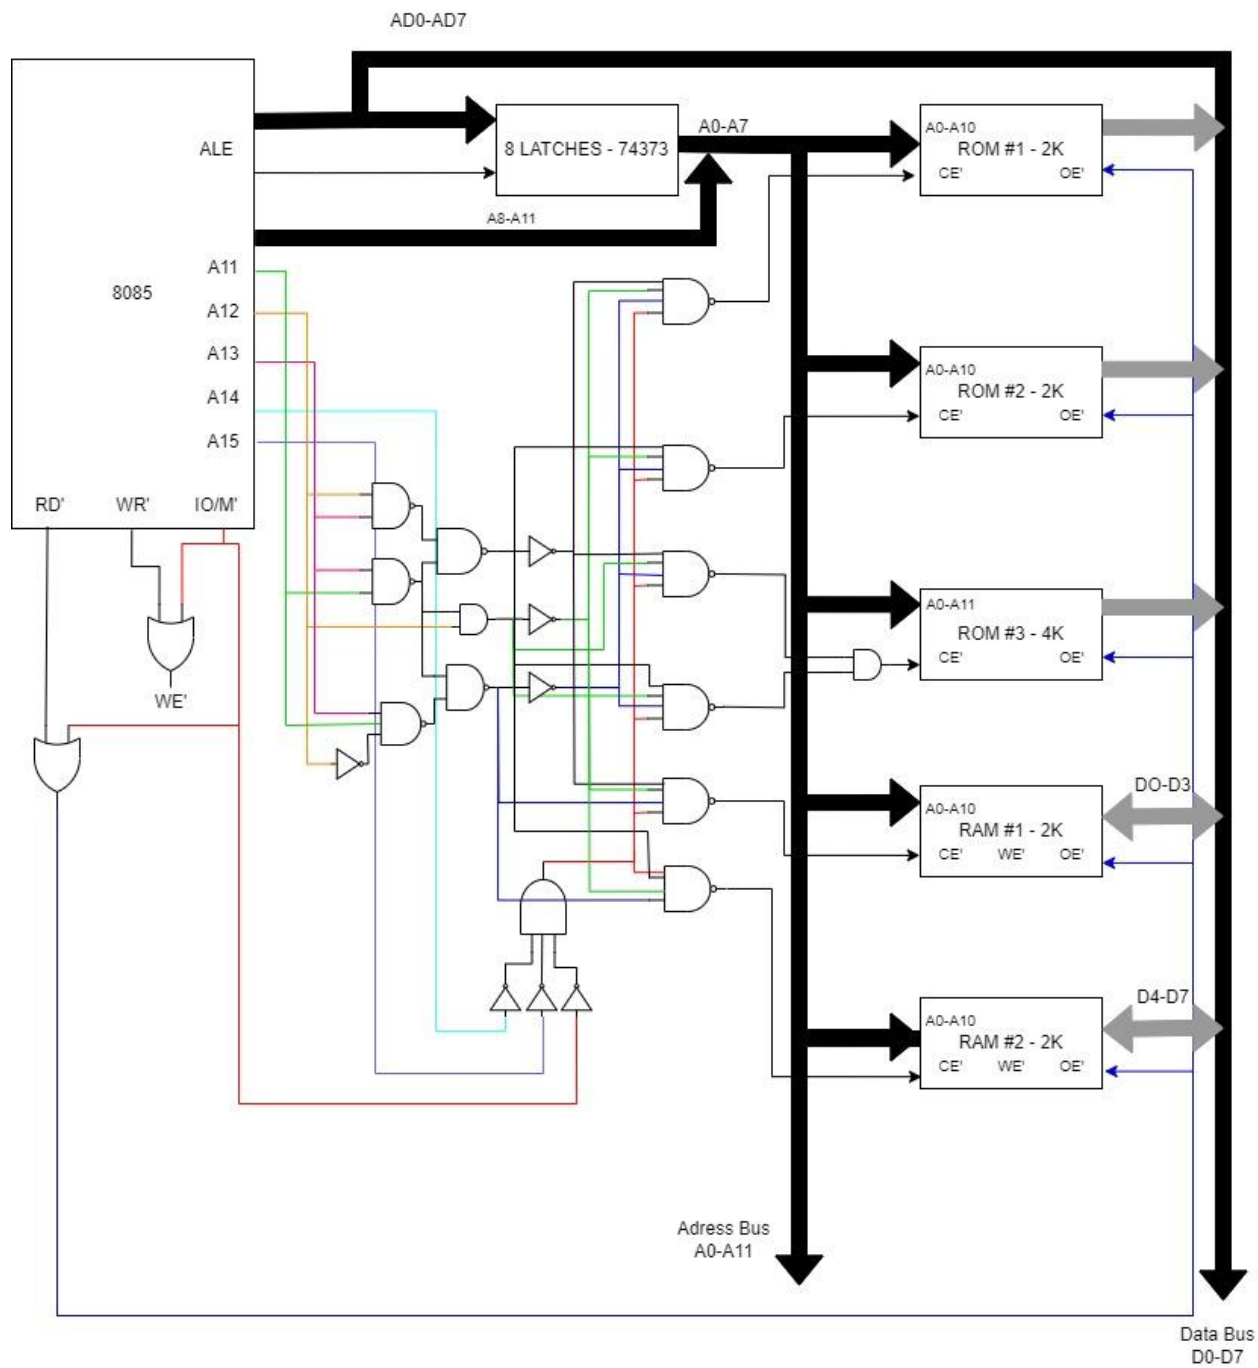 AD0-AD7
ALE
8 LATCHES - 74373
A0-A7
A0-A10
ROM #1 - 2K
CE' OE'
A8-A11
A11
8085
A12
A13
A14
A15
RD' WR' IO/M'
A0-A10
ROM #2 - 2K
CE' OE'
A0-A11
ROM #3 - 4K
CE' OE'
WE'
DO-D3
A0-A10
RAM #1 - 2K
CE' WE' OE'
D4-D7
A0-A10
RAM #2 - 2K
CE' WE' OE'
Adress Bus
A0-A11
Data Bus
D0-D7